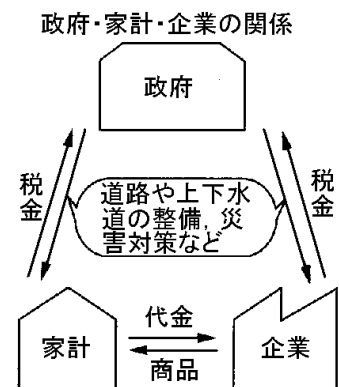 政府・家計・企業の関係
政府
税金
道路や上下水
道の整備，災
害対策など
税金
家計
代金
商品
企業